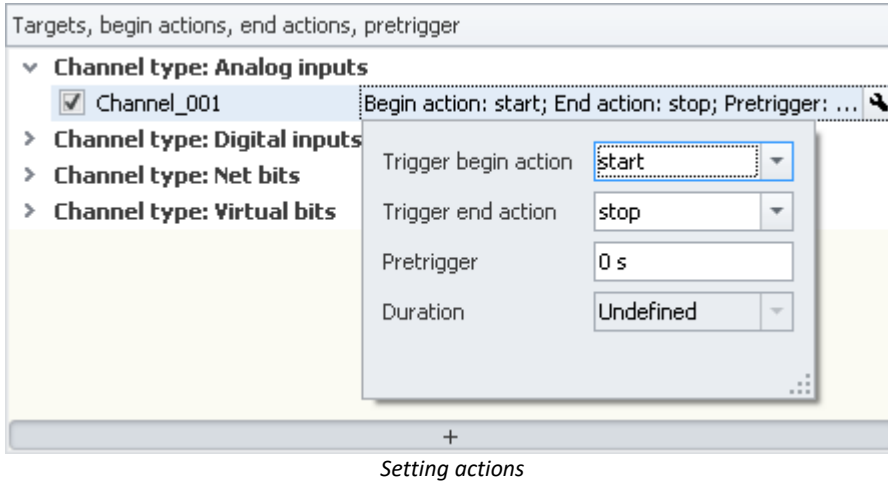 Targets, begin actions, end actions, pretrigger
Channel type: Analog inputs
Channel_001 Begin action: start; End action: stop; Pretrigger: ...
Channel type: Digital inputs
Trigger begin action start
Channel type: Net bits
Channel type: Virtual bits
Trigger end action stop
Pretrigger 0 s
Duration Undefined
+
Setting actions